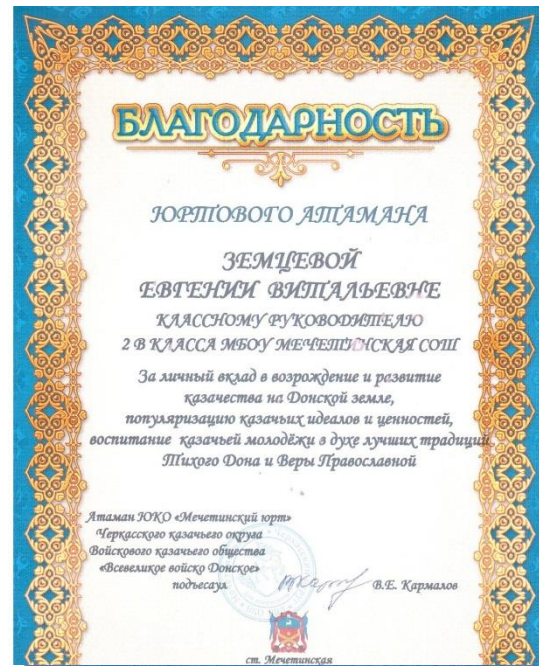 БЛАГОДАРНОСТЬ
ЮРТОВОГО АТАМАНА
ЗЕМЦЕВОЙ
ЕВГЕНИИ ВИТАЛЬЕВНЕ
КЛАССНОМУ РУКОВОДИТЕЛЮ
2 В КЛАССА МБОУ МЕЧЕТИНСКАЯ СОШ
За личный вклад в возрождение и развитие
казачества на Донской земле,
популяризацию казачьих идеалов и ценностей,
воспитание казачьей молодёжи в духе лучших традиций
Тихого Дона и Веры Православной
Атаман ЮКО «Мечетинский юрт»
Черкасского казачьего округа
Войскового казачьего общества
«Всевеликое войско Донское»
подъесаул В.Е. Кармалов
ст. Мечетинская